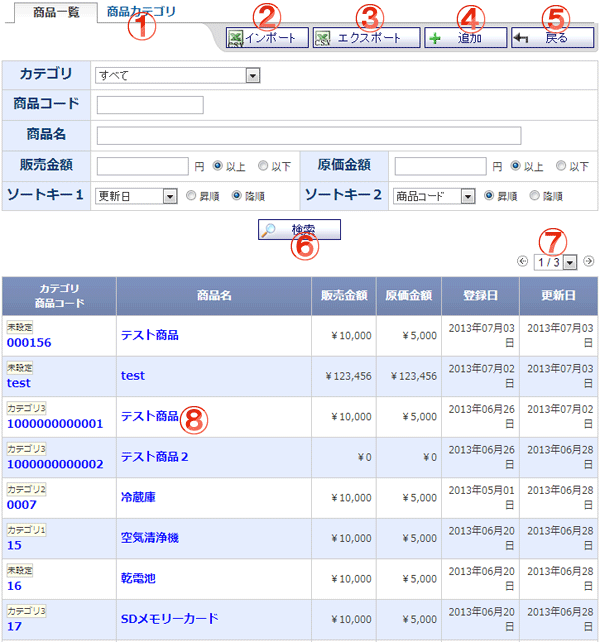 商品一覧 商品カテゴリ
①
② インポート ③ エクスポート ④ 追加 ⑤ 戻る
カテゴリ すべて
商品コード
商品名
販売金額 円 以上 以下 原価金額 円 以上 以下
ソートキー1 更新日 昇順 降順 ソートキー2 商品コード 昇順 降順
検索
⑥
⑦
1 / 3
カテゴリ
商品コード 商品名 販売金額 原価金額 登録日 更新日
未設定
000156 テスト商品 ¥10,000 ¥5,000 2013年07月03日 2013年07月03日
未設定
test test ¥123,456 ¥123,456 2013年07月02日 2013年07月03日
カテゴリ3
1000000000001 テスト商品 ⑧ ¥10,000 ¥5,000 2013年06月26日 2013年07月02日
カテゴリ3
1000000000002 テスト商品2 ¥0 ¥0 2013年06月26日 2013年06月28日
カテゴリ2
0007 冷蔵庫 ¥10,000 ¥5,000 2013年05月01日 2013年06月28日
カテゴリ1
15 空気清浄機 ¥10,000 ¥5,000 2013年06月20日 2013年06月28日
未設定
16 乾電池 ¥10,000 ¥5,000 2013年06月20日 2013年06月28日
カテゴリ3
17 SDメモリーカード ¥10,000 ¥5,000 2013年06月20日 2013年06月28日